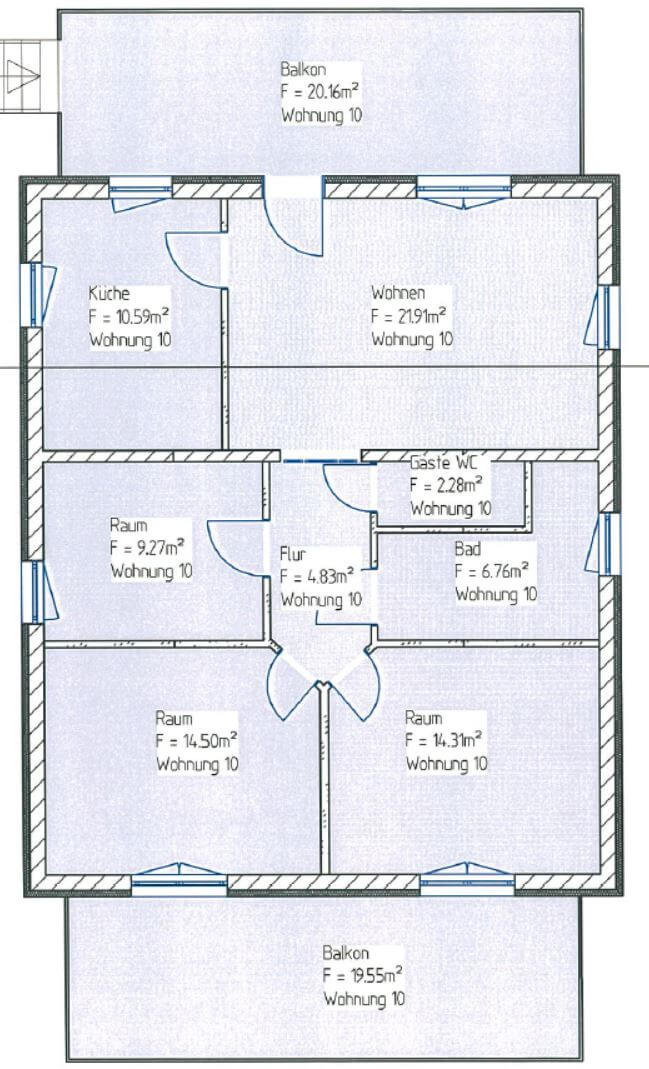 Balkon
F = 20.16m²
Wohnung 10
Küche
F = 10.59m²
Wohnung 10
Wohnen
F = 21.91m²
Wohnung 10
Gäste WC
F = 2.28m²
Wohnung 10
Raum
F = 9.27m²
Wohnung 10
Flur
F = 4.83m²
Wohnung 10
Bad
F = 6.76m²
Wohnung 10
Raum
F = 14.50m²
Wohnung 10
Raum
F = 14.31m²
Wohnung 10
Balkon
F = 19.55m²
Wohnung 10